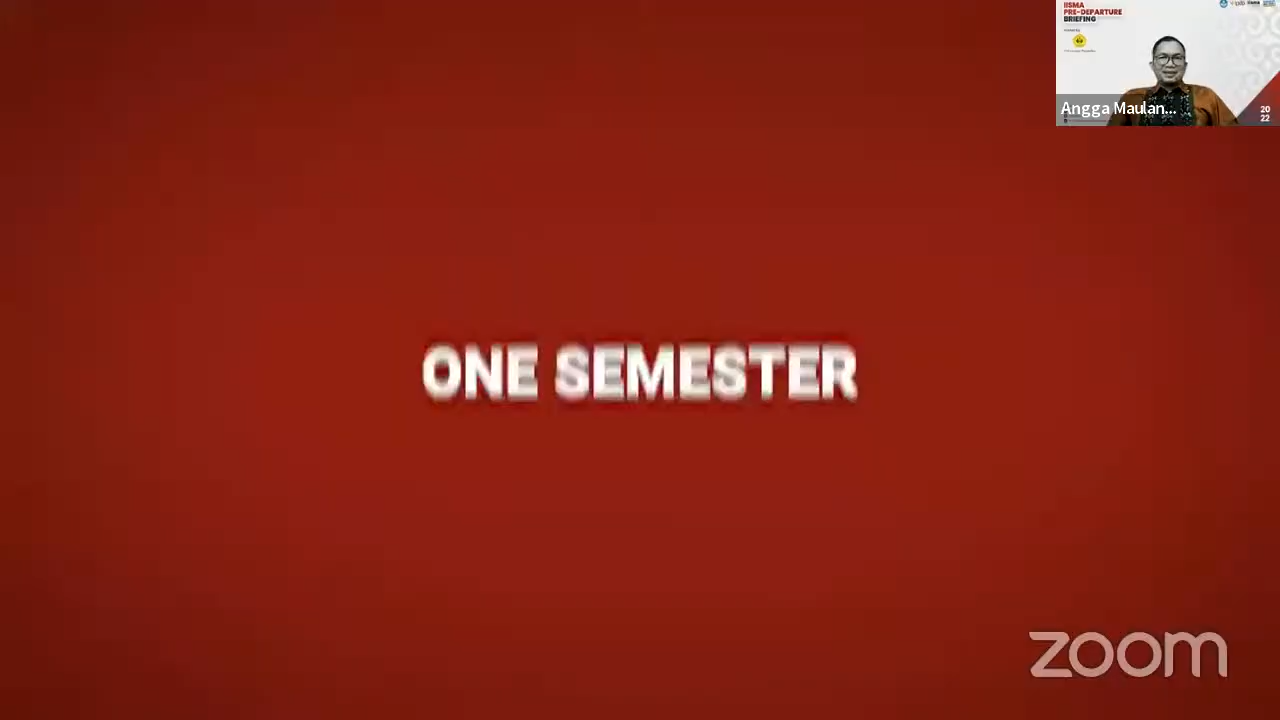 IISMA
PRE-DEPARTURE
BRIEFING
Angga Maulan...
20
22
ONE SEMESTER
zoom